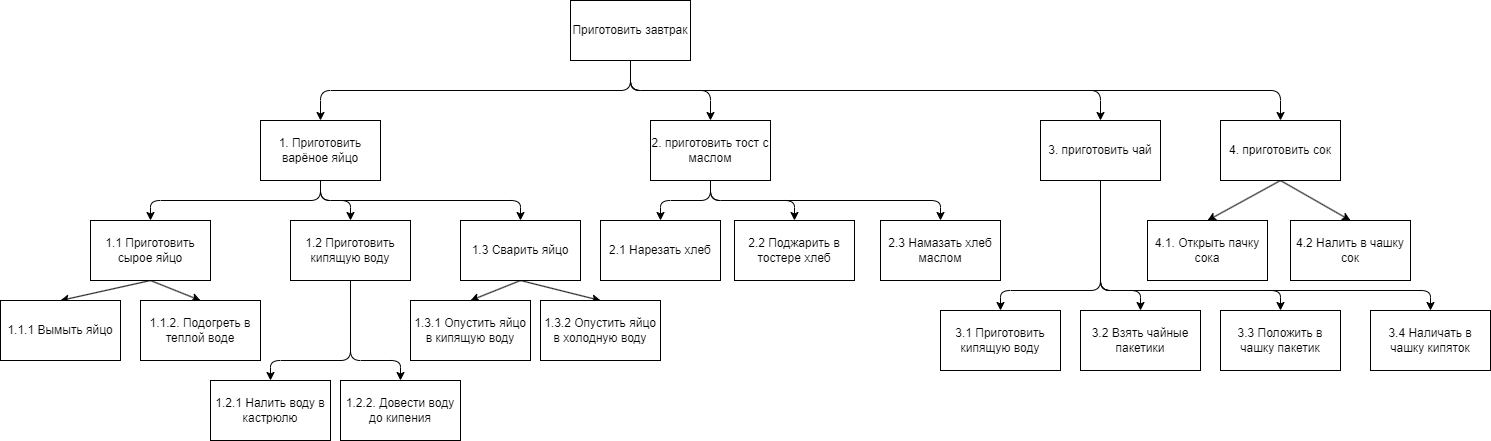 Приготовить завтрак
1. Приготовить
варёное яйцо
2. приготовить тост с
маслом
3. приготовить чай
4. приготовить сок
1.1 Приготовить
сырое яйцо
1.2 Приготовить
кипящую воду
1.3 Сварить яйцо
2.1 Нарезать хлеб
2.2 Поджарить в
тостере хлеб
2.3 Намазать хлеб
маслом
4.1. Открыть пачку
сока
4.2 Налить в чашку
сок
1.1.1 Вымыть яйцо
1.1.2. Подогреть в
теплой воде
1.3.1 Опустить яйцо
в кипящую воду
1.3.2 Опустить яйцо
в холодную воду
3.1 Приготовить
кипящую воду
3.2 Взять чайные
пакетики
3.3 Положить в
чашку пакетик
3.4 Наличать в
чашку кипяток
1.2.1 Налить воду в
кастрюлю
1.2.2. Довести воду
до кипения